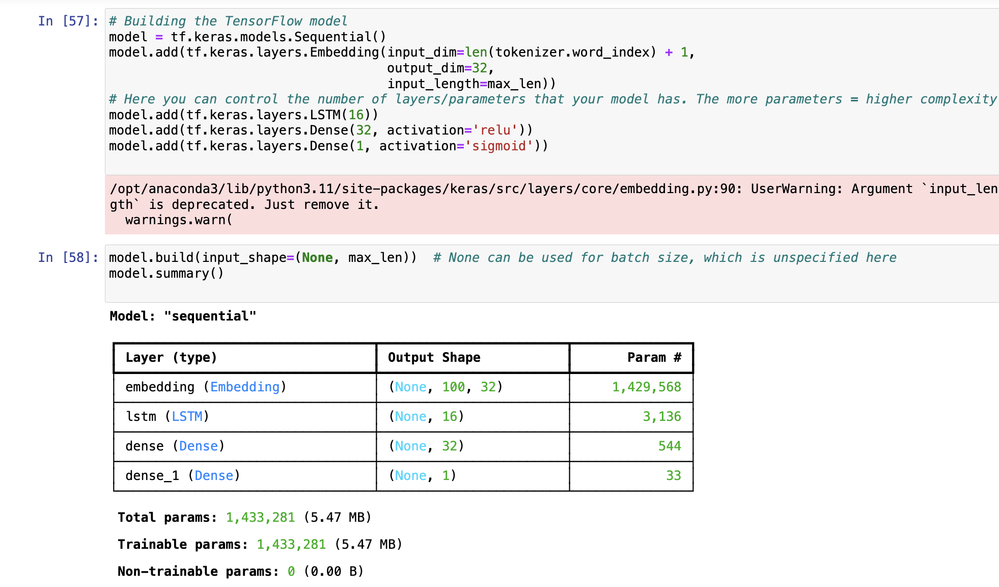 In [57]: # Building the TensorFlow model
model = tf.keras.models.Sequential()
model.add(tf.keras.layers.Embedding(input_dim=len(tokenizer.word_index) + 1,
                                    output_dim=32,
                                    input_length=max_len))
# Here you can control the number of layers/parameters that your model has. The more parameters = higher complexity
model.add(tf.keras.layers.LSTM(16))
model.add(tf.keras.layers.Dense(32, activation='relu'))
model.add(tf.keras.layers.Dense(1, activation='sigmoid'))
/opt/anaconda3/lib/python3.11/site-packages/keras/src/layers/core/embedding.py:90: UserWarning: Argument `input_len
gth` is deprecated. Just remove it.
  warnings.warn(
In [58]: model.build(input_shape=(None, max_len))  # None can be used for batch size, which is unspecified here
model.summary()
Model: "sequential"
Layer (type) Output Shape Param #
embedding (Embedding) (None, 100, 32) 1,429,568
lstm (LSTM) (None, 16) 3,136
dense (Dense) (None, 32) 544
dense_1 (Dense) (None, 1) 33
Total params: 1,433,281 (5.47 MB)
Trainable params: 1,433,281 (5.47 MB)
Non-trainable params: 0 (0.00 B)